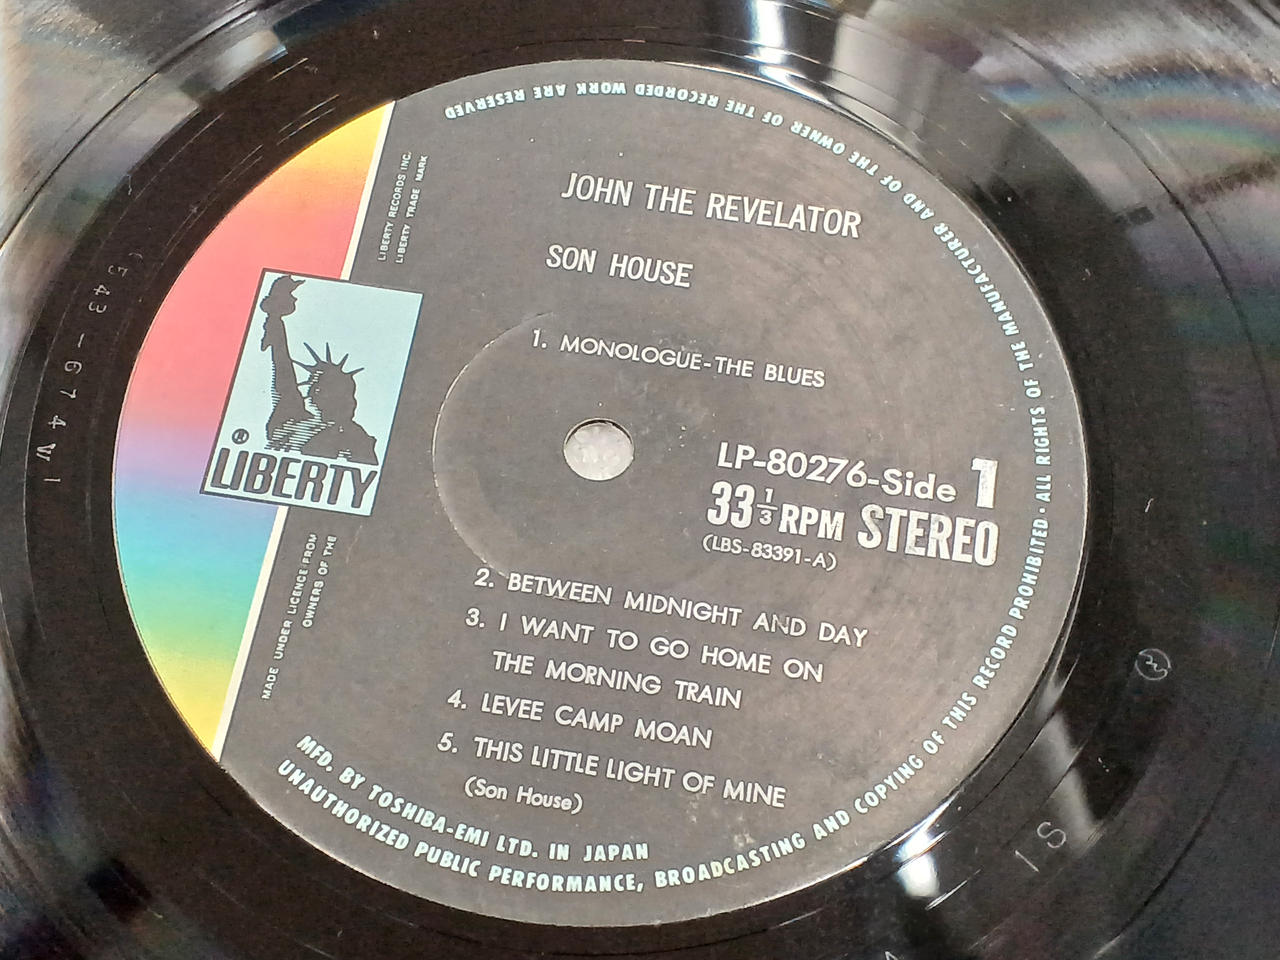 JOHN THE REVELATOR
SON HOUSE
1. MONOLOGUE-THE BLUES
LP-80276-Side 1
33 1/3 RPM STEREO
(LBS-83391-A)
2. BETWEEN MIDNIGHT AND DAY
3. I WANT TO GO HOME ON
THE MORNING TRAIN
4. LEVEE CAMP MOAN
5. THIS LITTLE LIGHT OF MINE
(Son House)
LIBERTY RECORDS INC.
LIBERTY TRADE MARK
®
LiBERTY
MADE UNDER LICENCE FROM
OWNERS OF THE
MFD. BY TOSHIBA-EMI LTD. IN JAPAN
UNAUTHORIZED PUBLIC PERFORMANCE, BROADCASTING AND COPYING OF THIS RECORD PROHIBITED · ALL RIGHTS OF THE MANUFACTURER AND OF THE OWNER OF THE RECORDED WORK ARE RESERVED
1 S